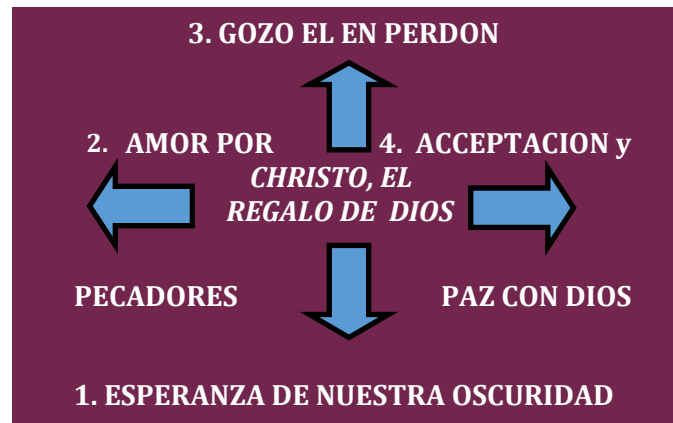 3. GOZO EL EN PERDON
2. AMOR POR
4. ACCEPTACION y
CHRISTO, EL
REGALO DE DIOS
PECADORES
PAZ CON DIOS
1. ESPERANZA DE NUESTRA OSCURIDAD